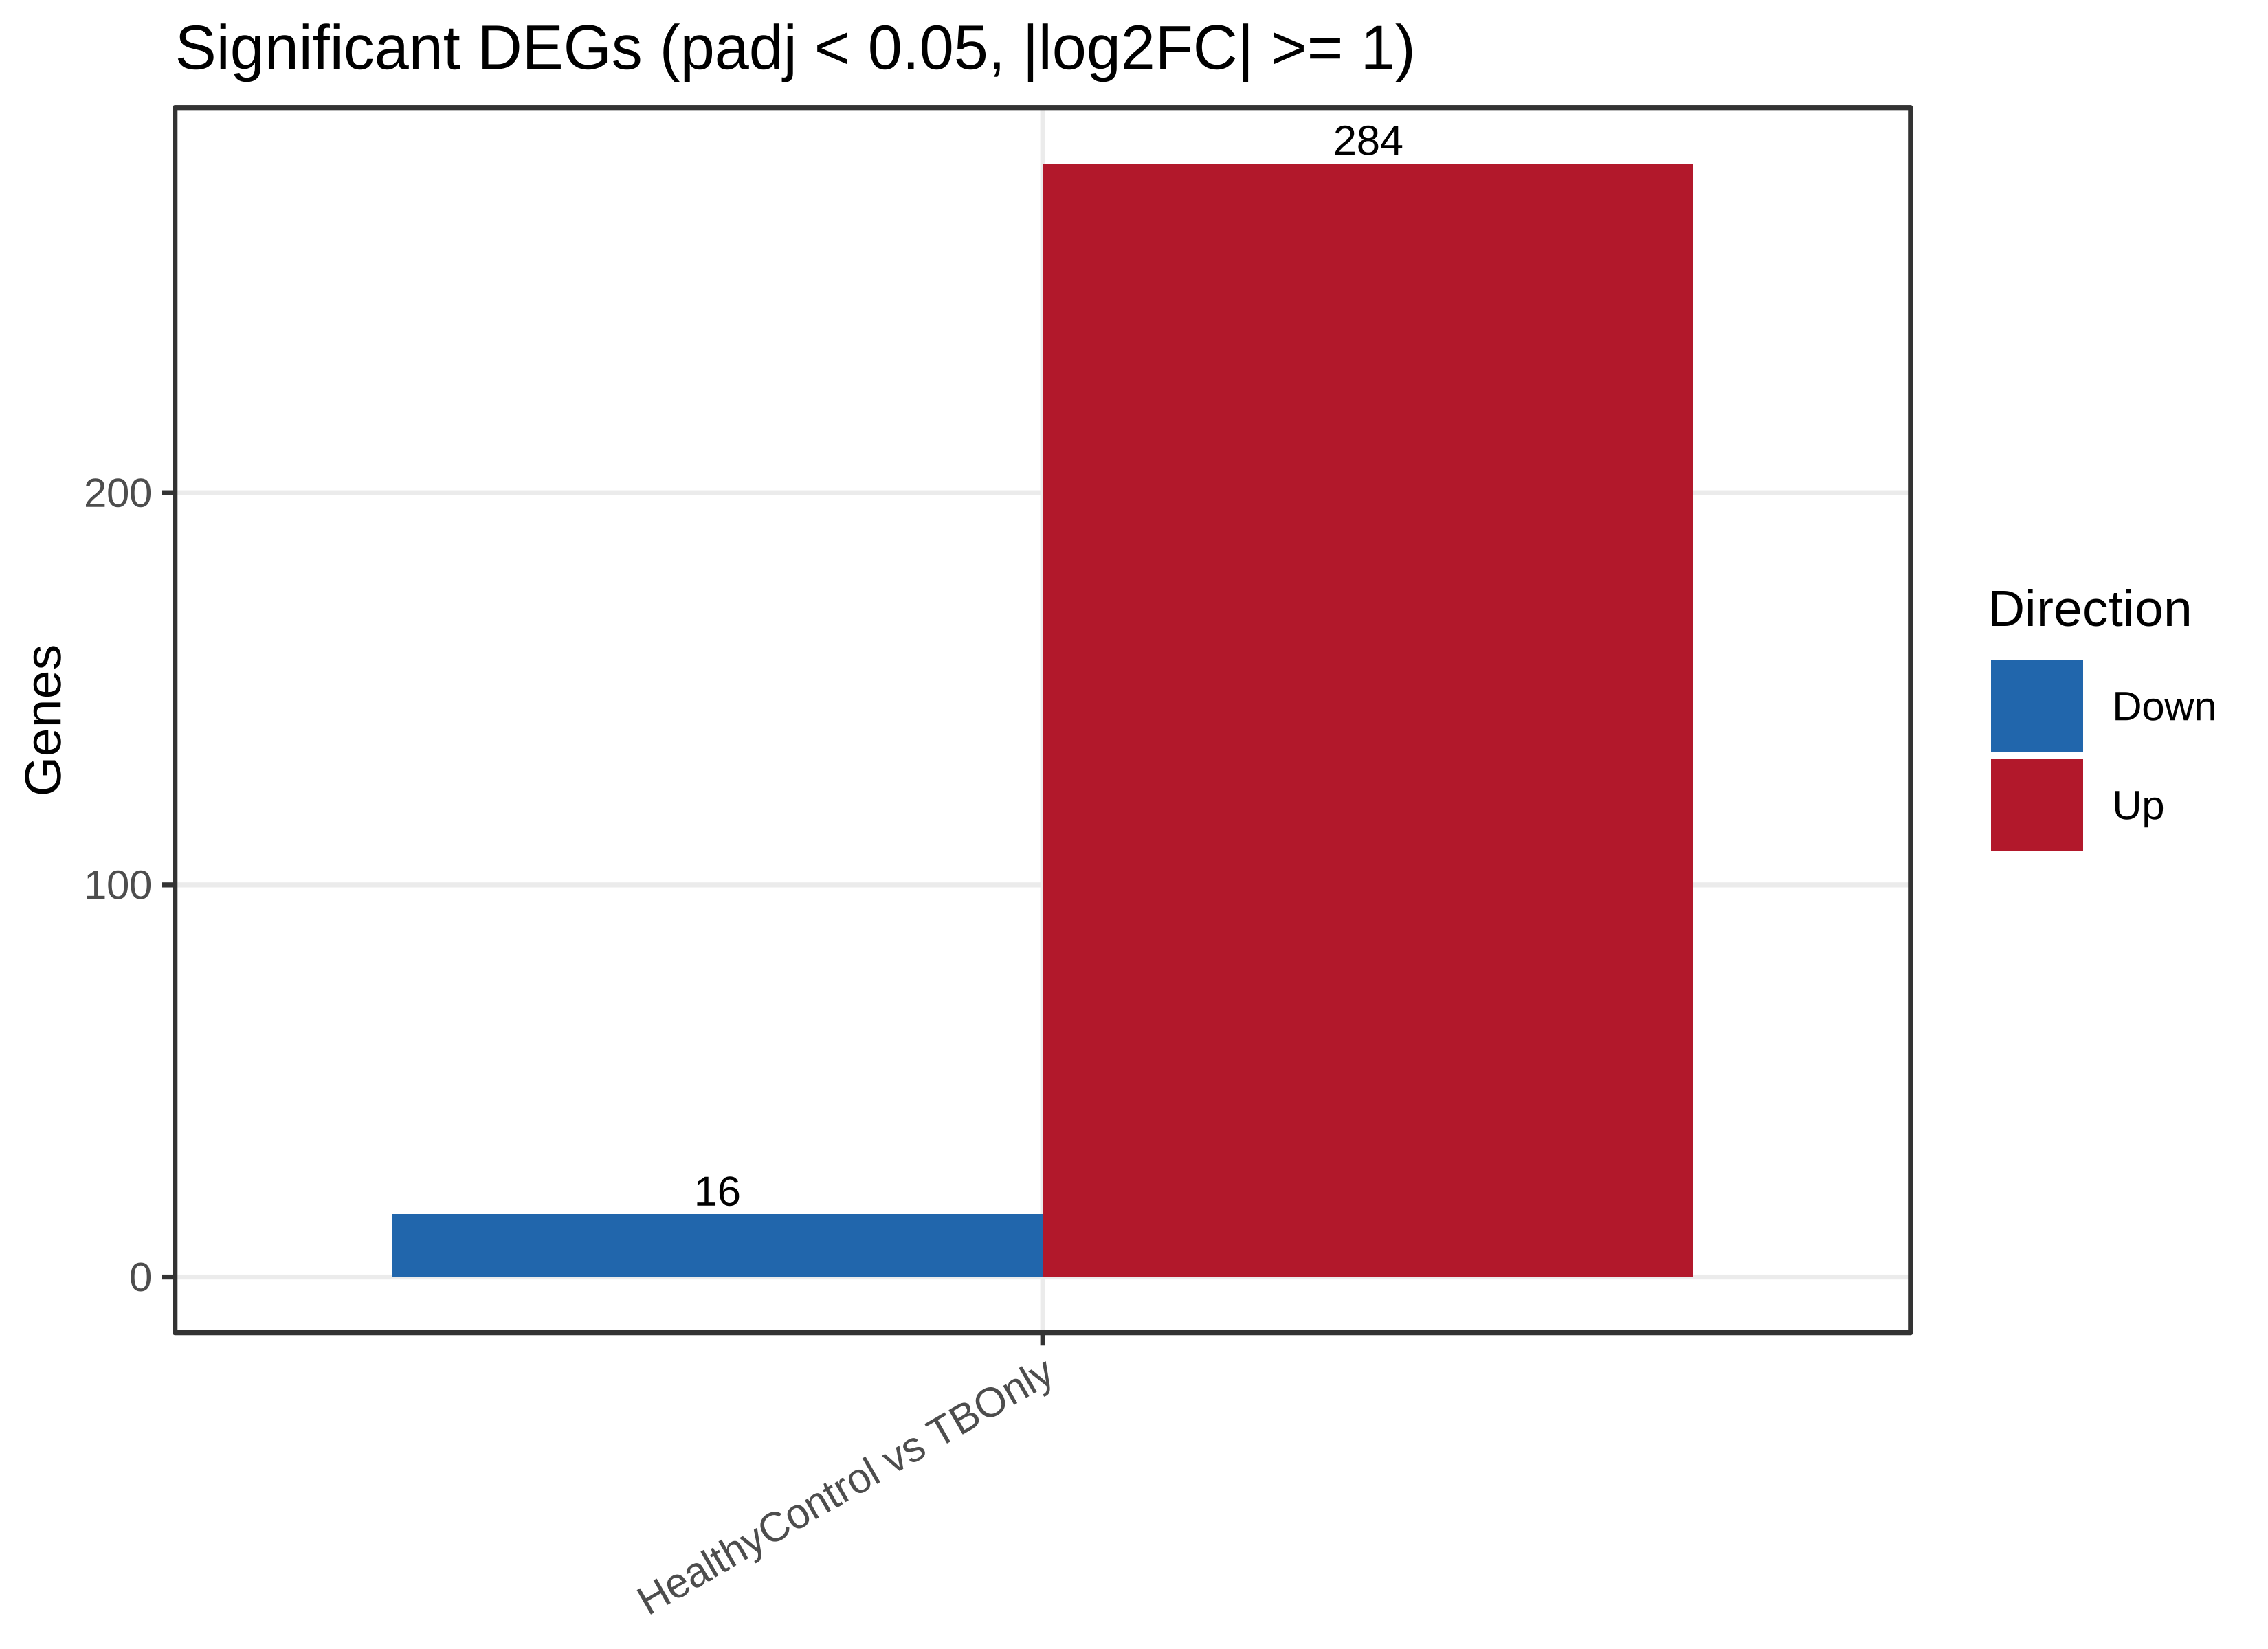 Significant DEGs (padj < 0.05, |log2FC| >= 1)
284
200
Genes
100
16
0
HealthyControl vs TBOnly
Direction
Down
Up